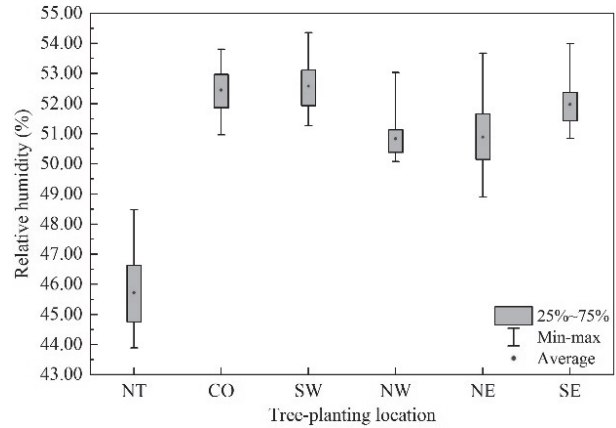 Relative humidity (%)
55.00
54.00
53.00
52.00
51.00
50.00
49.00
48.00
47.00
46.00
45.00
44.00
43.00
25%~75%
Min-max
Average
NT CO SW NW NE SE
Tree-planting location